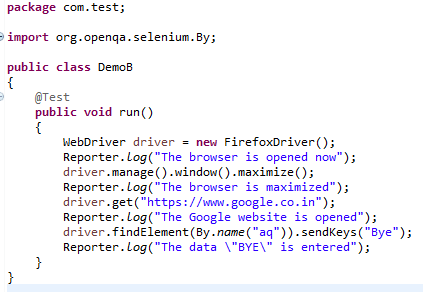 package com.test;
import org.openqa.selenium.By;
public class DemoB
{
@Test
public void run()
{
WebDriver driver = new FirefoxDriver();
Reporter.log("The browser is opened now");
driver.manage().window().maximize();
Reporter.log("The browser is maximized");
driver.get("https://www.google.co.in");
Reporter.log("The Google website is opened");
driver.findElement(By.name("aq")).sendKeys("Bye");
Reporter.log("The data \"BYE\" is entered");
}
}